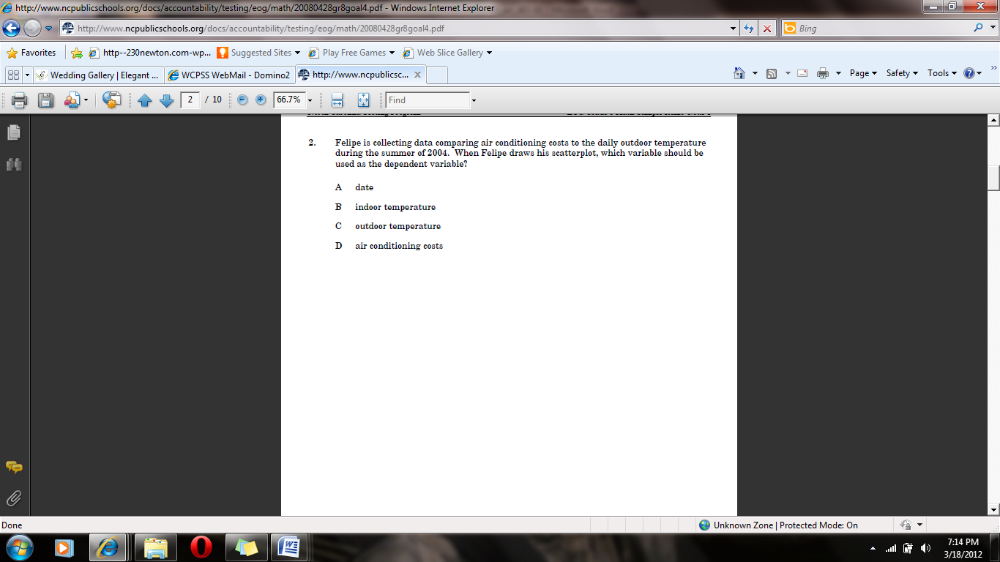 http://www.ncpublicschools.org/docs/accountability/testing/eog/math/20080428gr8goal4.pdf - Windows Internet Explorer
http://www.ncpublicschools.org/docs/accountability/testing/eog/math/20080428gr8goal4.pdf
Bing
Favorites
http--230newton.com-wp...
Suggested Sites
Play Free Games
Web Slice Gallery
Wedding Gallery | Elegant ...
WCPSS WebMail - Domino2
http://www.ncpublicsc...
Page
Safety
Tools
2 / 10
66.7%
Find
2. Felipe is collecting data comparing air conditioning costs to the daily outdoor temperature
during the summer of 2004. When Felipe draws his scatterplot, which variable should be
used as the dependent variable?
A date
B indoor temperature
C outdoor temperature
D air conditioning costs
Done
Unknown Zone | Protected Mode: On
7:14 PM
3/18/2012